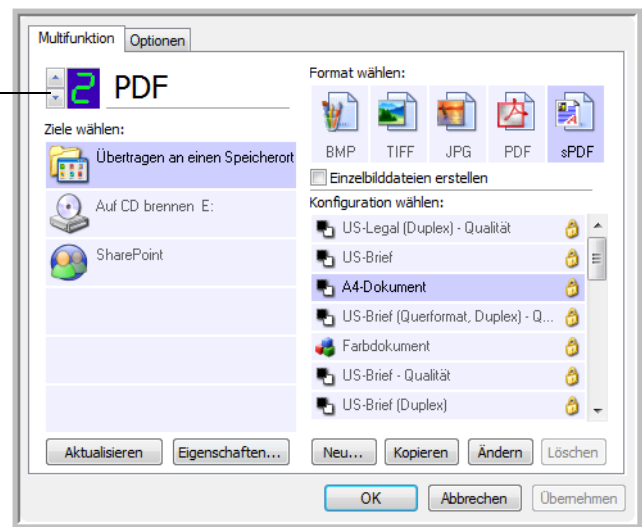 Multifunktion
Optionen
2
PDF
Ziele wählen:
Übertragen an einen Speicherort
Auf CD brennen E:
SharePoint
Aktualisieren
Eigenschaften...
Format wählen:
BMP
TIFF
JPG
PDF
sPDF
Einzelbilddateien erstellen
Konfiguration wählen:
US-Legal (Duplex) - Qualität
US-Brief
A4-Dokument
US-Brief (Querformat, Duplex) - Q...
Farbdokument
US-Brief - Qualität
US-Brief (Duplex)
Neu...
Kopieren
Ändern
Löschen
OK
Abbrechen
Übernehmen